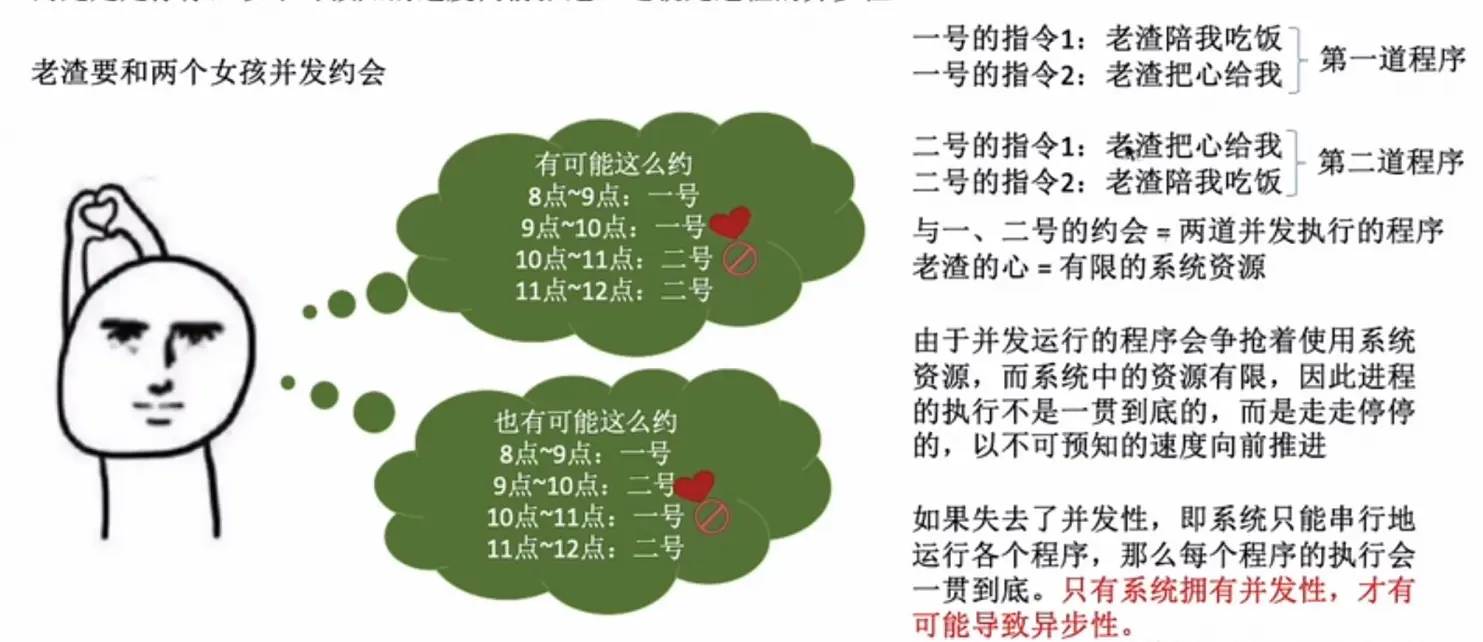 老渣要和两个女孩并发约会
有可能这么约
8点~9点：一号
9点~10点：一号
10点~11点：二号
11点~12点：二号
也有可能这么约
8点~9点：一号
9点~10点：二号
10点~11点：一号
11点~12点：二号
一号的指令1：老渣陪我吃饭
一号的指令2：老渣把心给我
第一道程序
二号的指令1：老渣把心给我
二号的指令2：老渣陪我吃饭
第二道程序
与一、二号的约会 = 两道并发执行的程序
老渣的心 = 有限的系统资源
由于并发运行的程序会争抢着使用系统
资源，而系统中的资源有限，因此进程
的执行不是一贯到底的，而是走走停停
的，以不可预知的速度向前推进
如果失去了并发性，即系统只能串行地
运行各个程序，那么每个程序的执行会
一贯到底。只有系统拥有并发性，才有
可能导致异步性。